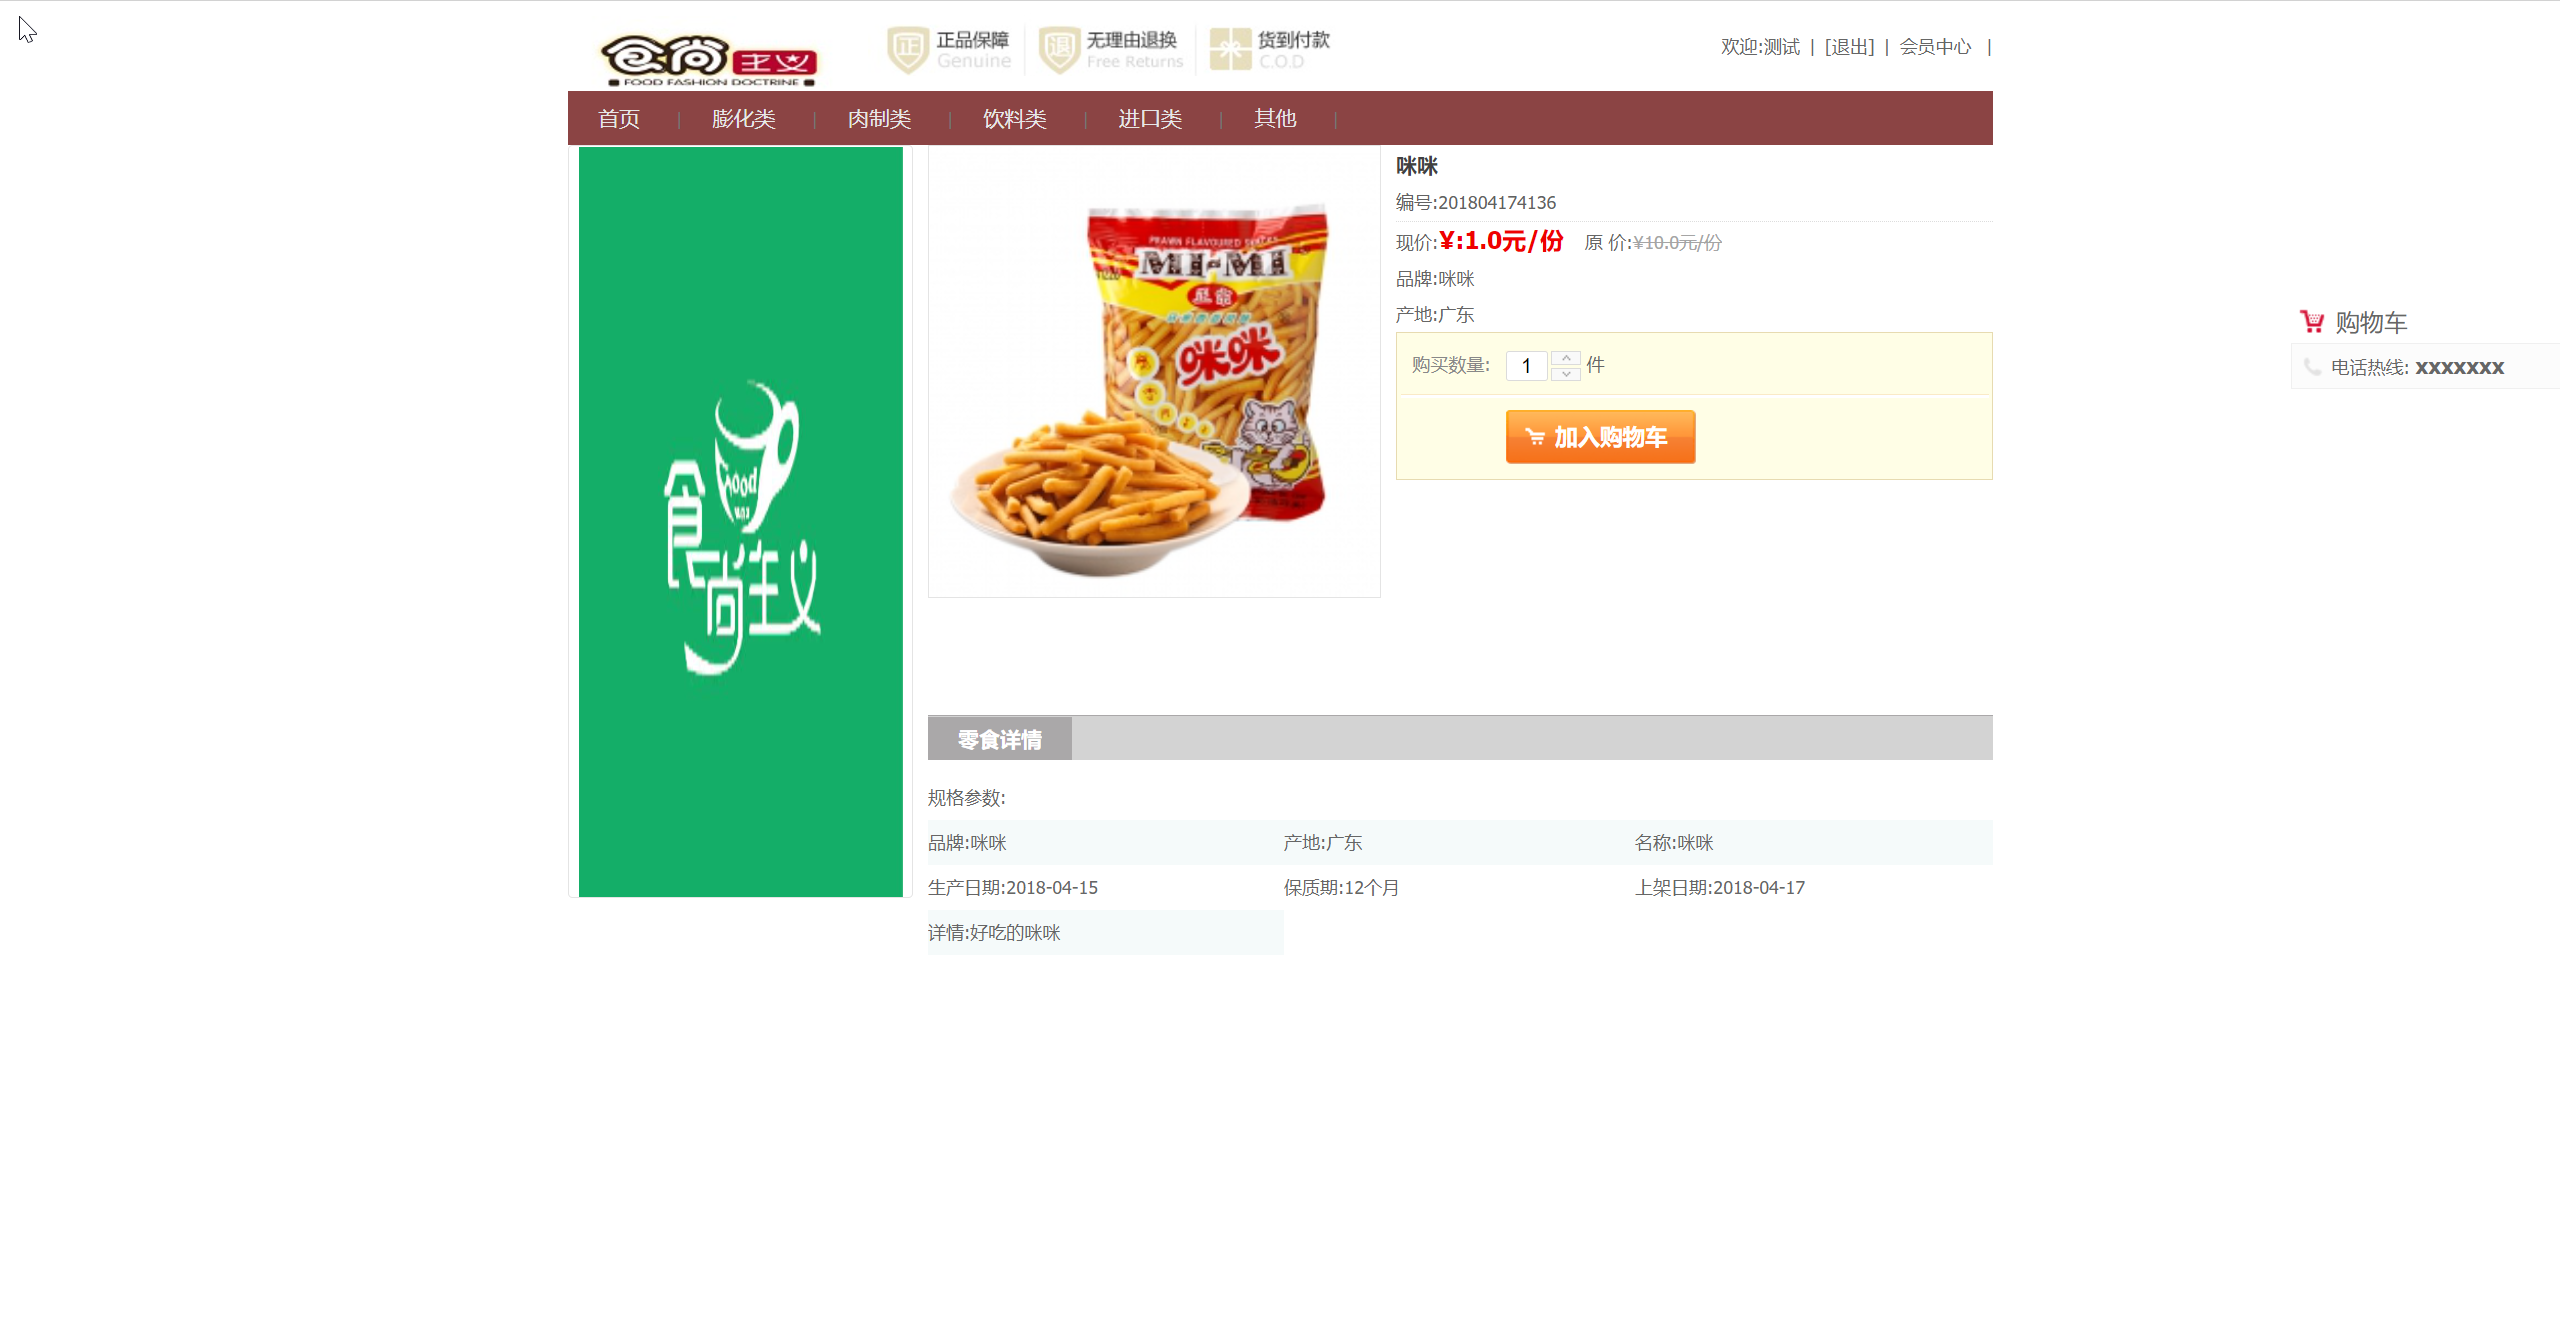 食尚主义
FOOD FASHION DOCTRINE
正品保障
Genuine
无理由退换
Free Returns
货到付款
C.O.D
欢迎:测试 | [退出] | 会员中心 |
首页 | 膨化类 | 肉制类 | 饮料类 | 进口类 | 其他 |
food
食尚主义
PRAWN FLAVOURED SNACKS
MI-MI
咪咪
咪咪
编号:201804174136
现价:¥:1.0元/份 原 价:¥10.0元/份
品牌:咪咪
产地:广东
购买数量: 1 件
加入购物车
购物车
电话热线: xxxxxxx
零食详情
规格参数:
品牌:咪咪 产地:广东 名称:咪咪
生产日期:2018-04-15 保质期:12个月 上架日期:2018-04-17
详情:好吃的咪咪